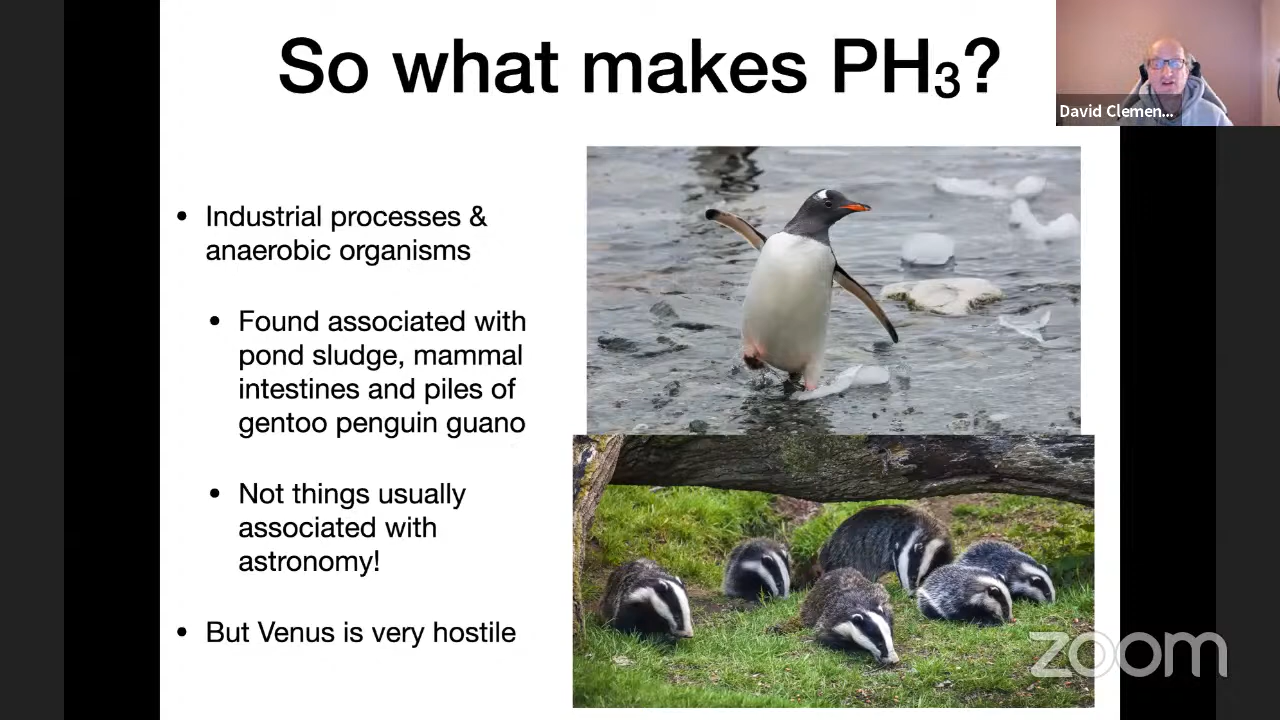 So what makes PH₃?
David Clemen...
• Industrial processes &
anaerobic organisms
• Found associated with
pond sludge, mammal
intestines and piles of
gentoo penguin guano
• Not things usually
associated with
astronomy!
• But Venus is very hostile
zoom